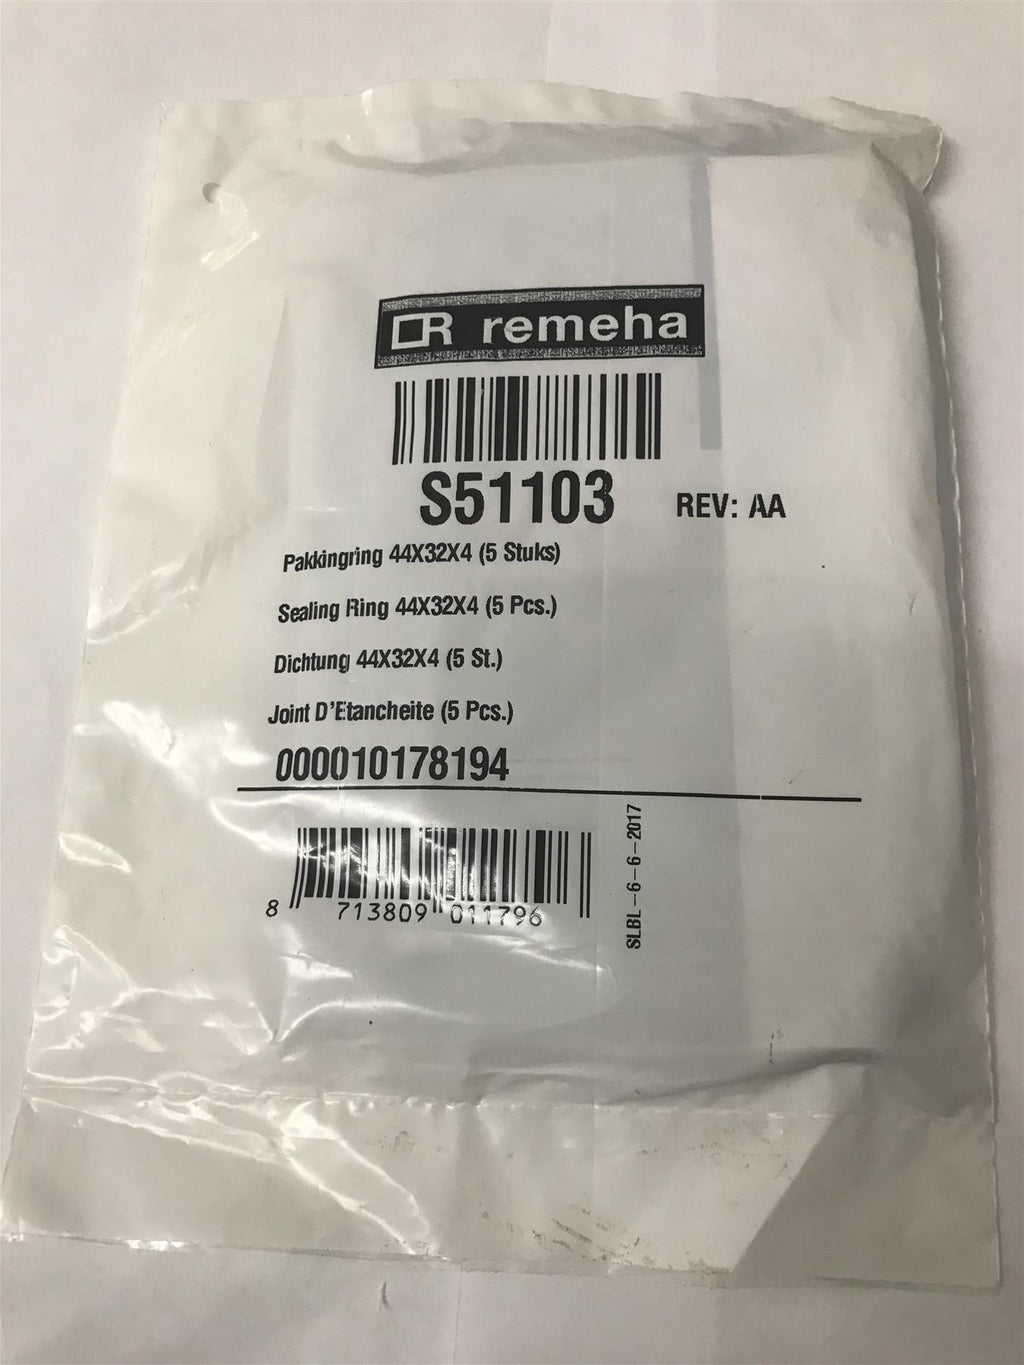 R remeha
S51103 REV: AA
Pakkingring 44X32X4 (5 Stuks)
Sealing Ring 44X32X4 (5 Pcs.)
Dichtung 44X32X4 (5 St.)
Joint D'Etancheite (5 Pcs.)
000010178194
8 713809 011796
SLBL-6-6-2017